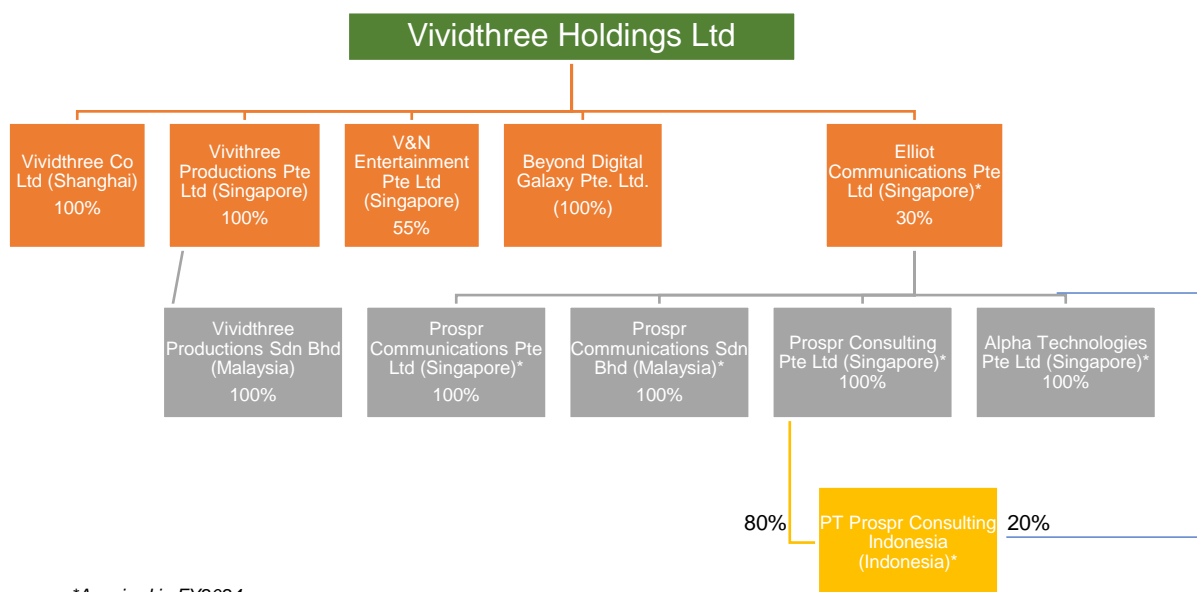 Vividthree Holdings Ltd
Vividthree Co
Ltd (Shanghai)
100%
Vivithree
Productions Pte
Ltd (Singapore)
100%
V&N
Entertainment
Pte Ltd
(Singapore)
55%
Beyond Digital
Galaxy Pte. Ltd.
(100%)
Elliot
Communications Pte
Ltd (Singapore)*
30%
Vividthree
Productions Sdn Bhd
(Malaysia)
100%
Prospr
Communications Pte
Ltd (Singapore)*
100%
Prospr
Communications Sdn
Bhd (Malaysia)*
100%
Prospr Consulting
Pte Ltd (Singapore)*
100%
Alpha Technologies
Pte Ltd (Singapore)*
100%
80%
PT Prospr Consulting
Indonesia
(Indonesia)*
20%